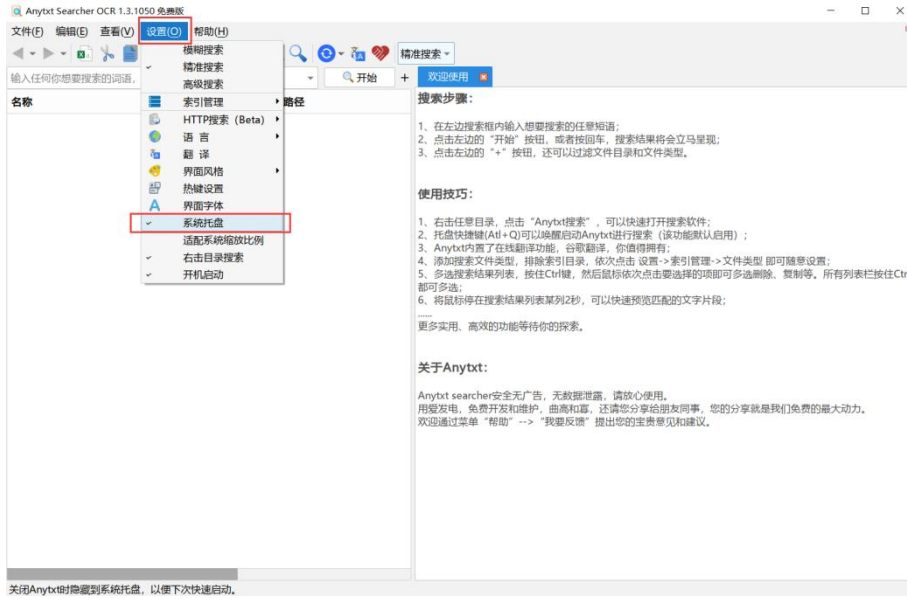 Anytxt Searcher OCR 1.3.1050 免费版
文件(F) 编辑(E) 查看(V) 设置(O) 帮助(H)
精准搜索
输入任何你想要搜索的词语,
开始 + 欢迎使用
名称
路径
模糊搜索
精准搜索
高级搜索
索引管理
HTTP搜索（Beta）
语 言
翻 译
界面风格
热键设置
界面字体
系统托盘
适配系统缩放比例
右击目录搜索
开机启动
搜索步骤：
1、在左边搜索框内输入想要搜索的任意短语；
2、点击左边的“开始”按钮，或者按回车，搜索结果将会立马呈现；
3、点击左边的“+”按钮，还可以过滤文件目录和文件类型。
使用技巧：
1、右击任意目录，点击“Anytxt搜索”，可以快速打开搜索软件；
2、托盘快捷键(Atl+Q)可以唤醒启动Anytxt进行搜索（该功能默认启用）；
3、Anytxt内置了在线翻译功能，谷歌翻译，你值得拥有；
4、添加搜索文件类型，排除索引目录，依次点击 设置->索引管理->文件类型 即可随意设置；
5、多选搜索结果列表，按住Ctrl键，然后鼠标依次点击要选择的项即可多选删除、复制等。所有列表栏按住Ctr
都可多选；
6、将鼠标停在搜索结果列表某列2秒，可以快速预览匹配的文字片段；
......
更多实用、高效的功能等待你的探索。
关于Anytxt：
Anytxt searcher安全无广告，无数据泄露，请放心使用。
用爱发电，免费开发和维护，曲高和寡，还请您分享给朋友同事，您的分享就是我们免费的最大动力。
欢迎通过菜单“帮助”-->“我要反馈”提出您的宝贵意见和建议。
关闭Anytxt时隐藏到系统托盘，以便下次快速启动。